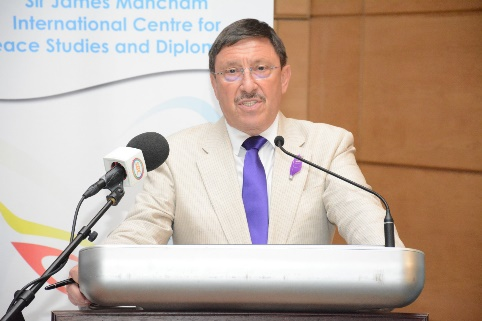 Sir James Mancham
International Centre for
eace Studies and Diplom